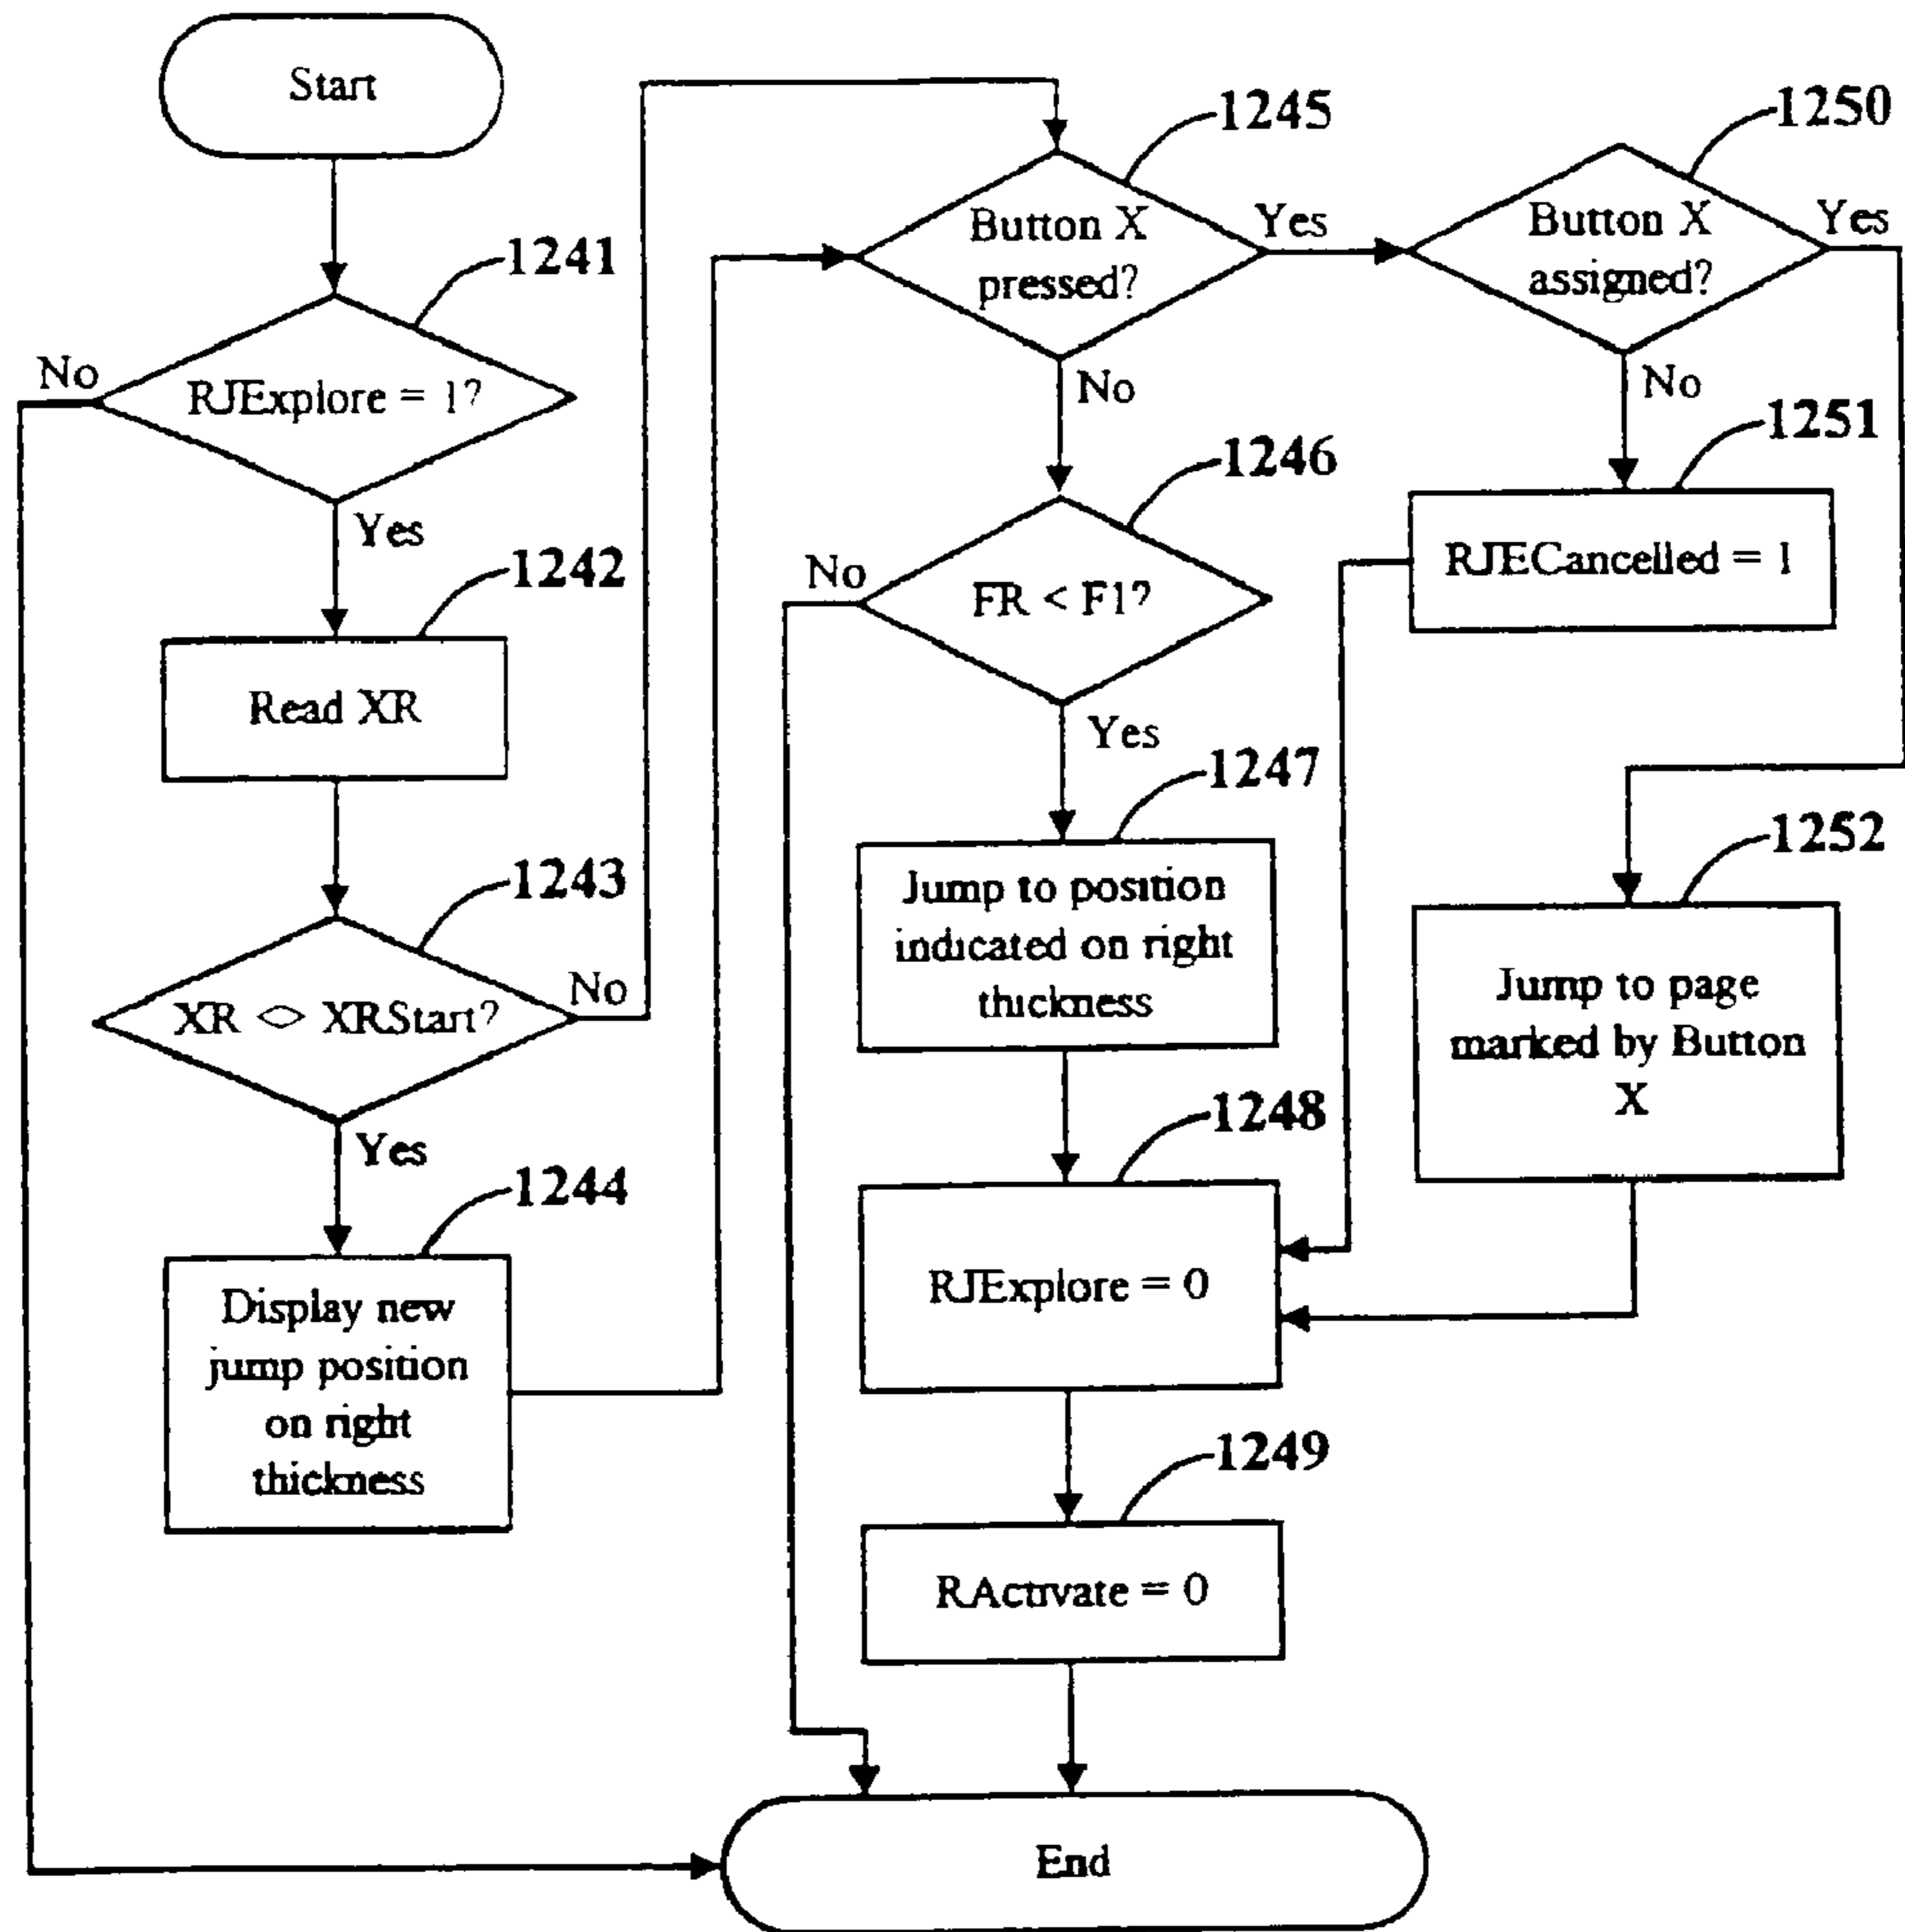 Start
1241
No
RJExplore = 1?
Yes
1242
Read XR
1243
XR <> XRStart?
No
Yes
1244
Display new
jump position
on right
thickness
1245
Button X
pressed?
Yes
No
1246
No
FR < F1?
Yes
1247
Jump to position
indicated on right
thickness
1248
RJExplore = 0
1249
RActivate = 0
1250
Button X
assigned?
Yes
No
1251
RJECancelled = 1
1252
Jump to page
marked by Button
X
End